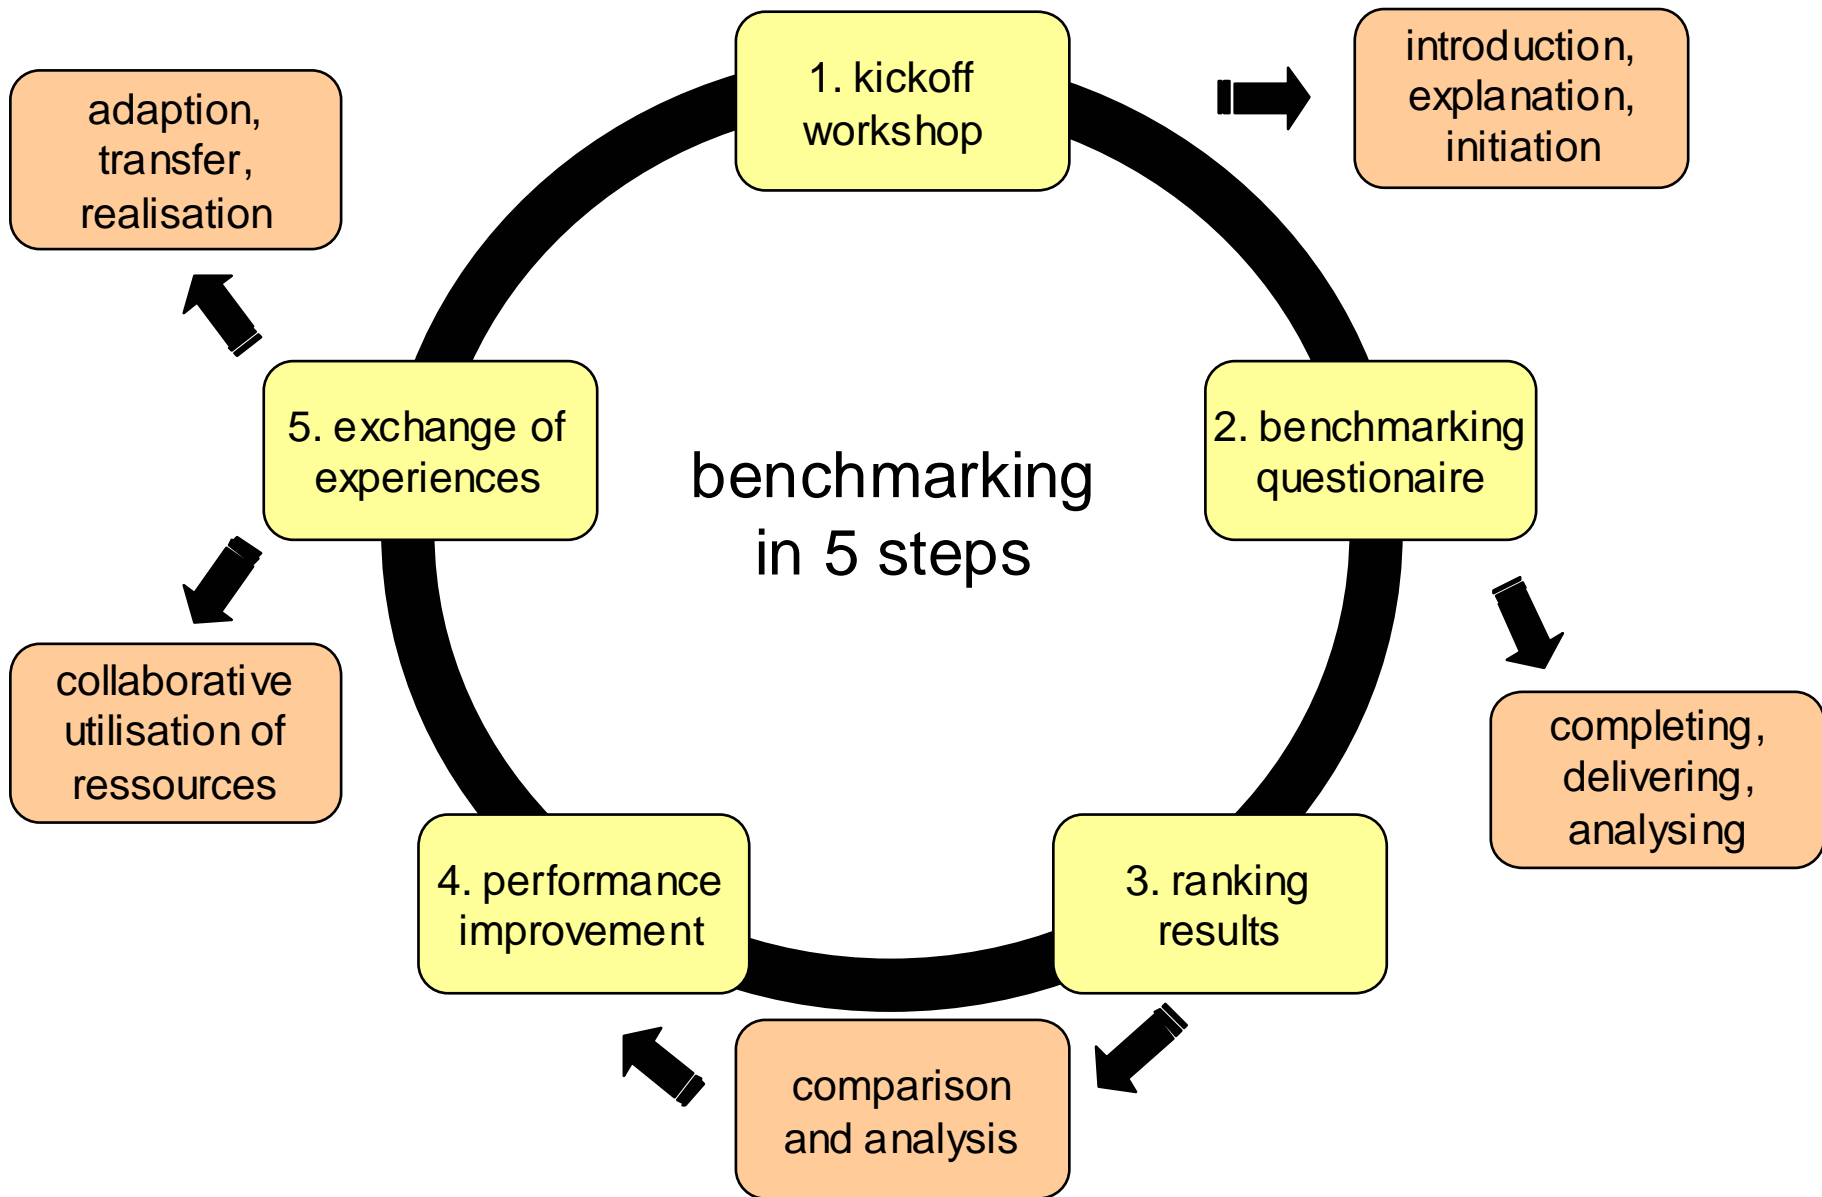 1. kickoff
workshop
introduction,
explanation,
initiation
adaption,
transfer,
realisation
5. exchange of
experiences
benchmarking
in 5 steps
2. benchmarking
questionaire
collaborative
utilisation of
ressources
completing,
delivering,
analysing
4. performance
improvement
3. ranking
results
comparison
and analysis